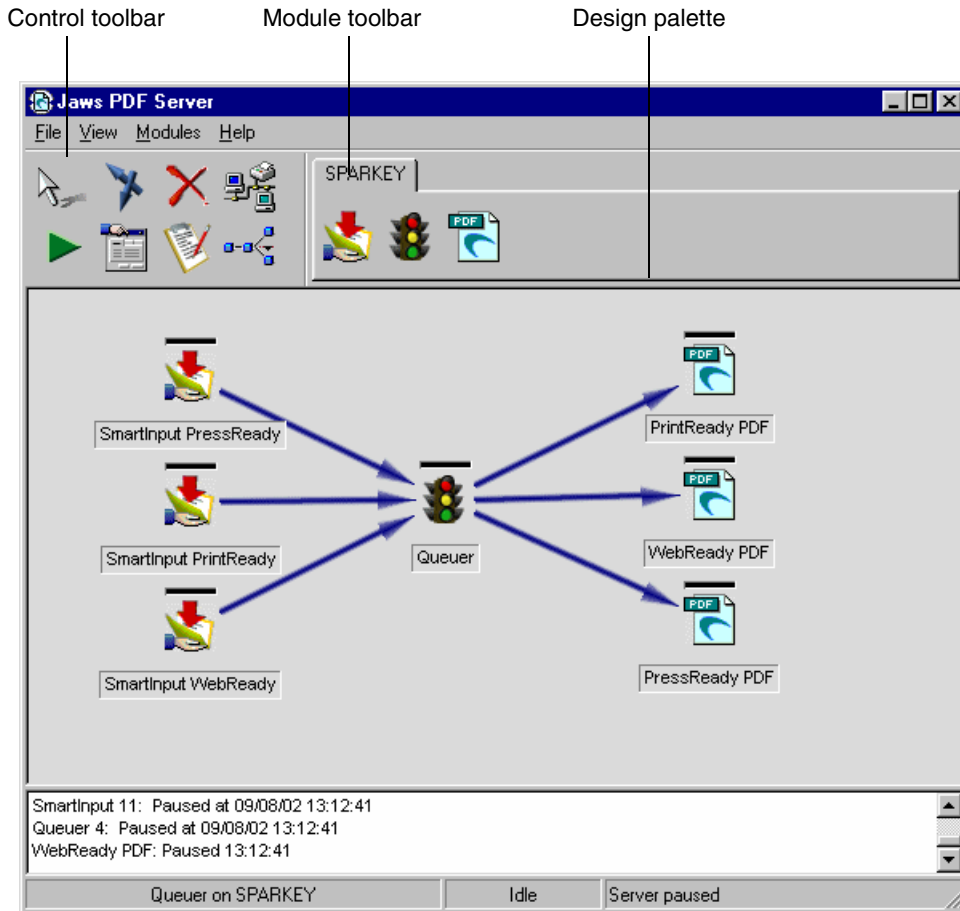 Control toolbar Module toolbar Design palette
Jaws PDF Server
File View Modules Help
SPARKEY
PDF
PDF
PrintReady PDF
SmartInput PressReady
PDF
WebReady PDF
SmartInput PrintReady
Queuer
PDF
PressReady PDF
SmartInput WebReady
SmartInput 11: Paused at 09/08/02 13:12:41
Queuer 4: Paused at 09/08/02 13:12:41
WebReady PDF: Paused 13:12:41
Queuer on SPARKEY Idle Server paused